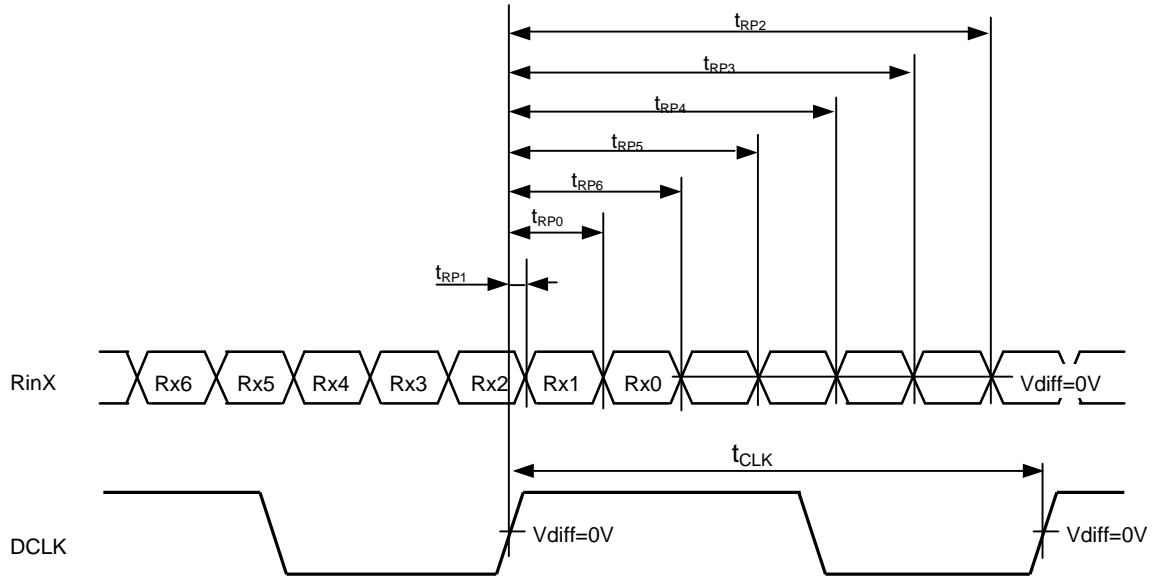 tRP2
tRP3
tRP4
tRP5
tRP6
tRP0
tRP1
RinX Rx6 Rx5 Rx4 Rx3 Rx2 Rx1 Rx0 Vdiff=0V
tCLK
DCLK Vdiff=0V Vdiff=0V